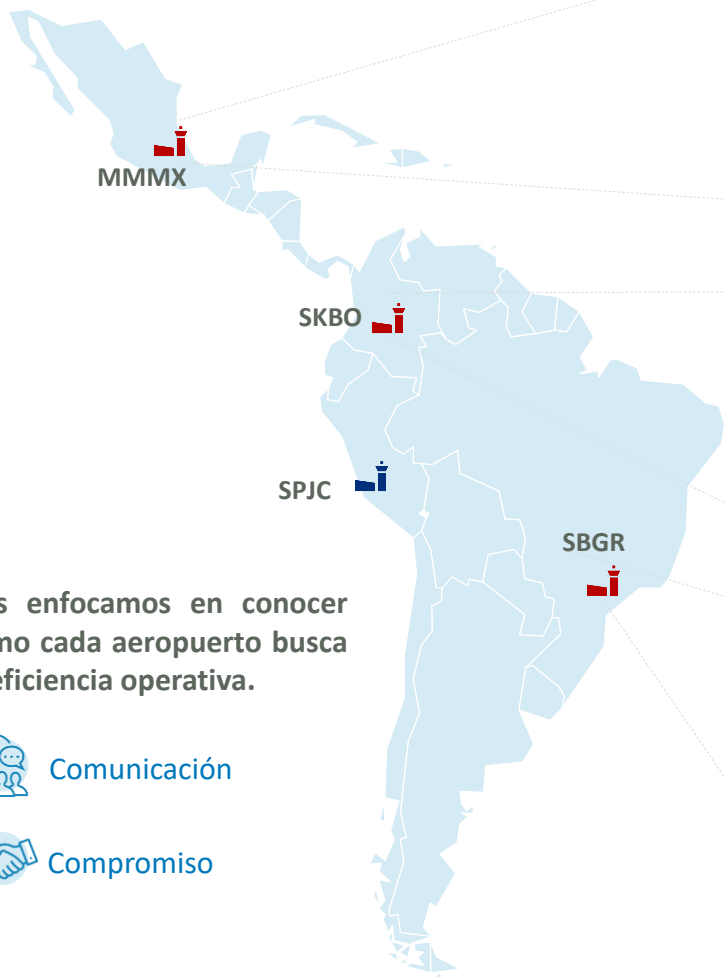 MMMX
SKBO
SPJC
SBGR
s enfocamos en conocer
mo cada aeropuerto busca
eficiencia operativa.
Comunicación
Compromiso